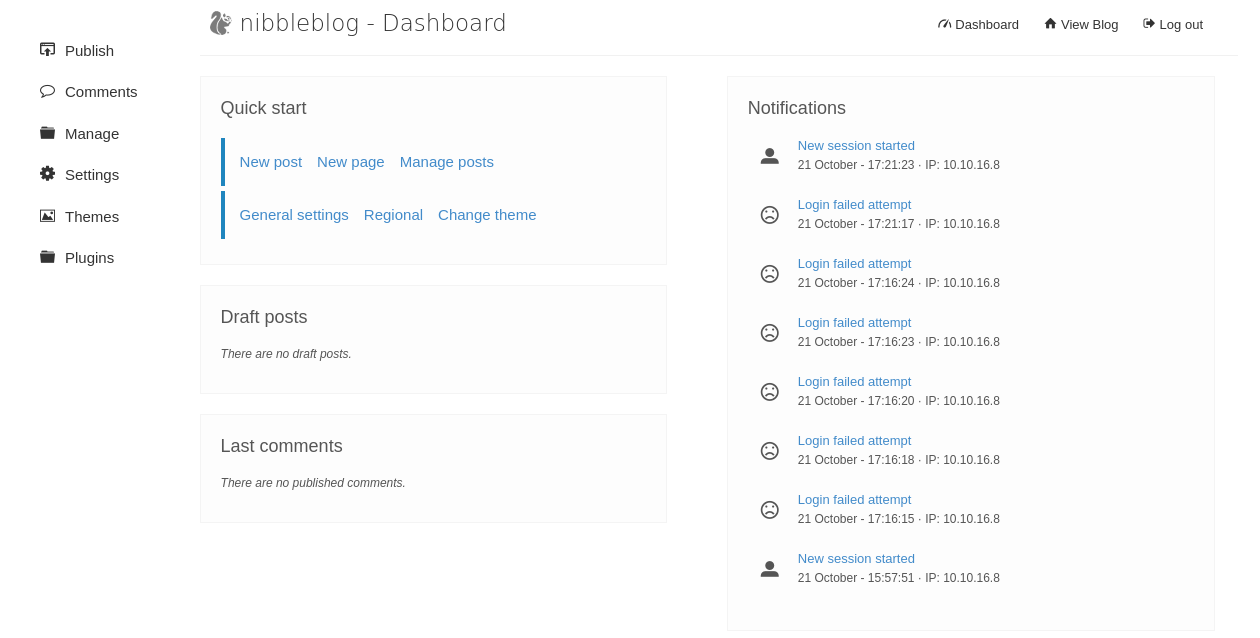 nibbleblog - Dashboard
Dashboard View Blog Log out
Publish
Comments
Manage
Settings
Themes
Plugins
Quick start
New post New page Manage posts
General settings Regional Change theme
Draft posts
There are no draft posts.
Last comments
There are no published comments.
Notifications
New session started
21 October - 17:21:23 · IP: 10.10.16.8
Login failed attempt
21 October - 17:21:17 · IP: 10.10.16.8
Login failed attempt
21 October - 17:16:24 · IP: 10.10.16.8
Login failed attempt
21 October - 17:16:23 · IP: 10.10.16.8
Login failed attempt
21 October - 17:16:20 · IP: 10.10.16.8
Login failed attempt
21 October - 17:16:18 · IP: 10.10.16.8
Login failed attempt
21 October - 17:16:15 · IP: 10.10.16.8
New session started
21 October - 15:57:51 · IP: 10.10.16.8